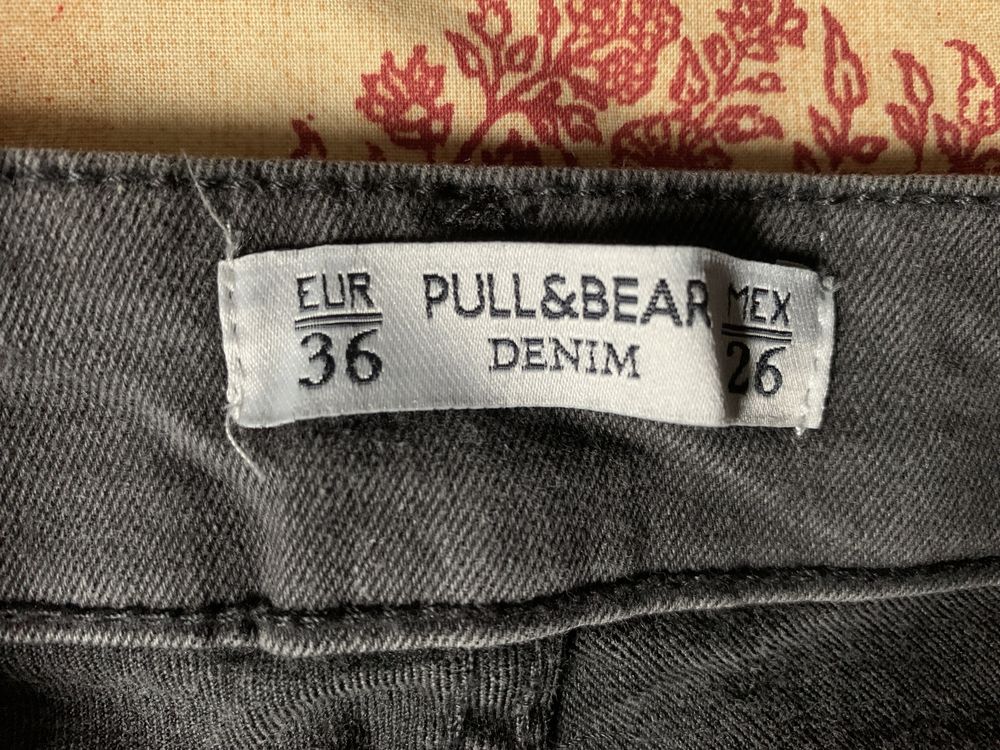 EUR
36
PULL&BEAR
DENIM
MEX
26